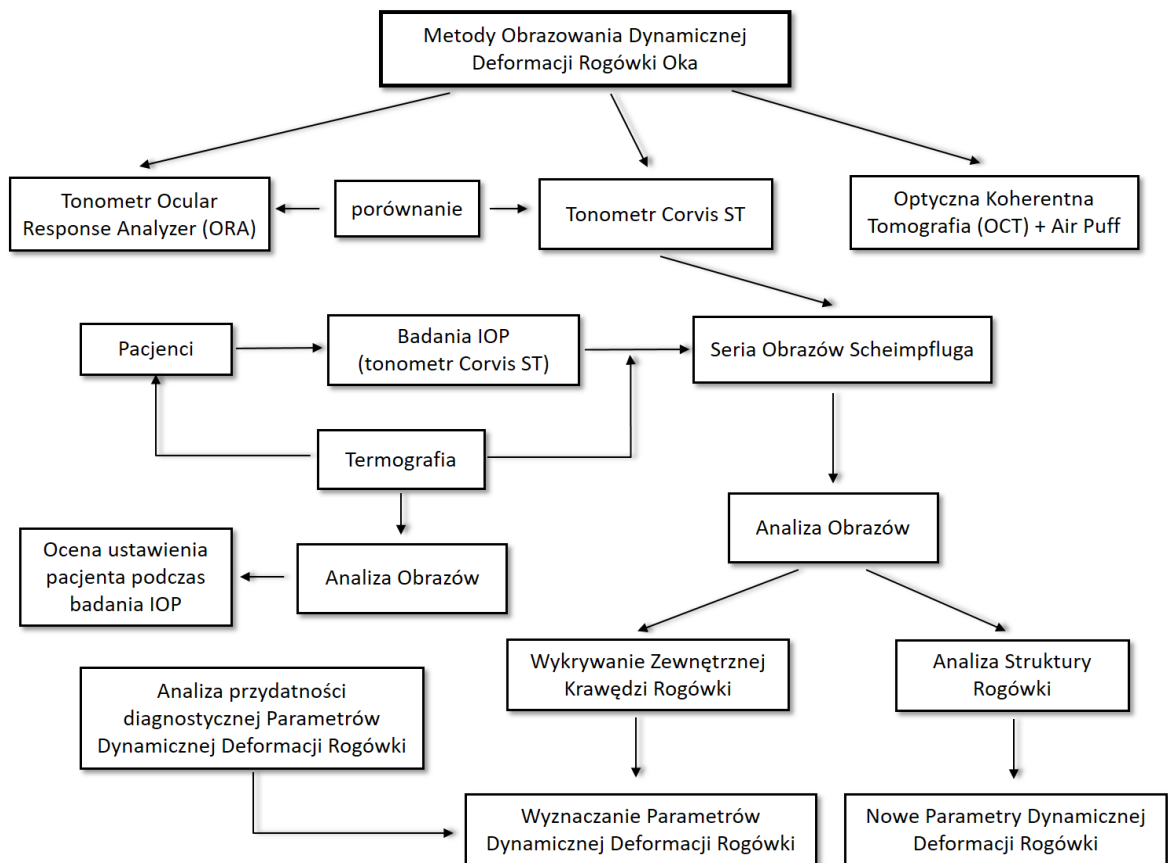 Metody Obrazowania Dynamicznej
Deformacji Rogówki Oka
Tonometr Ocular
Response Analyzer (ORA)
porównanie
Tonometr Corvis ST
Optyczna Koherentna
Tomografia (OCT) + Air Puff
Pacjenci
Badania IOP
(tonometr Corvis ST)
Seria Obrazów Scheimpfluga
Termografia
Analiza Obrazów
Ocena ustawienia
pacjenta podczas
badania IOP
Analiza Obrazów
Wykrywanie Zewnętrznej
Krawędzi Rogówki
Analiza Struktury
Rogówki
Analiza przydatności
diagnostycznej Parametrów
Dynamicznej Deformacji Rogówki
Wyznaczanie Parametrów
Dynamicznej Deformacji Rogówki
Nowe Parametry Dynamicznej
Deformacji Rogówki